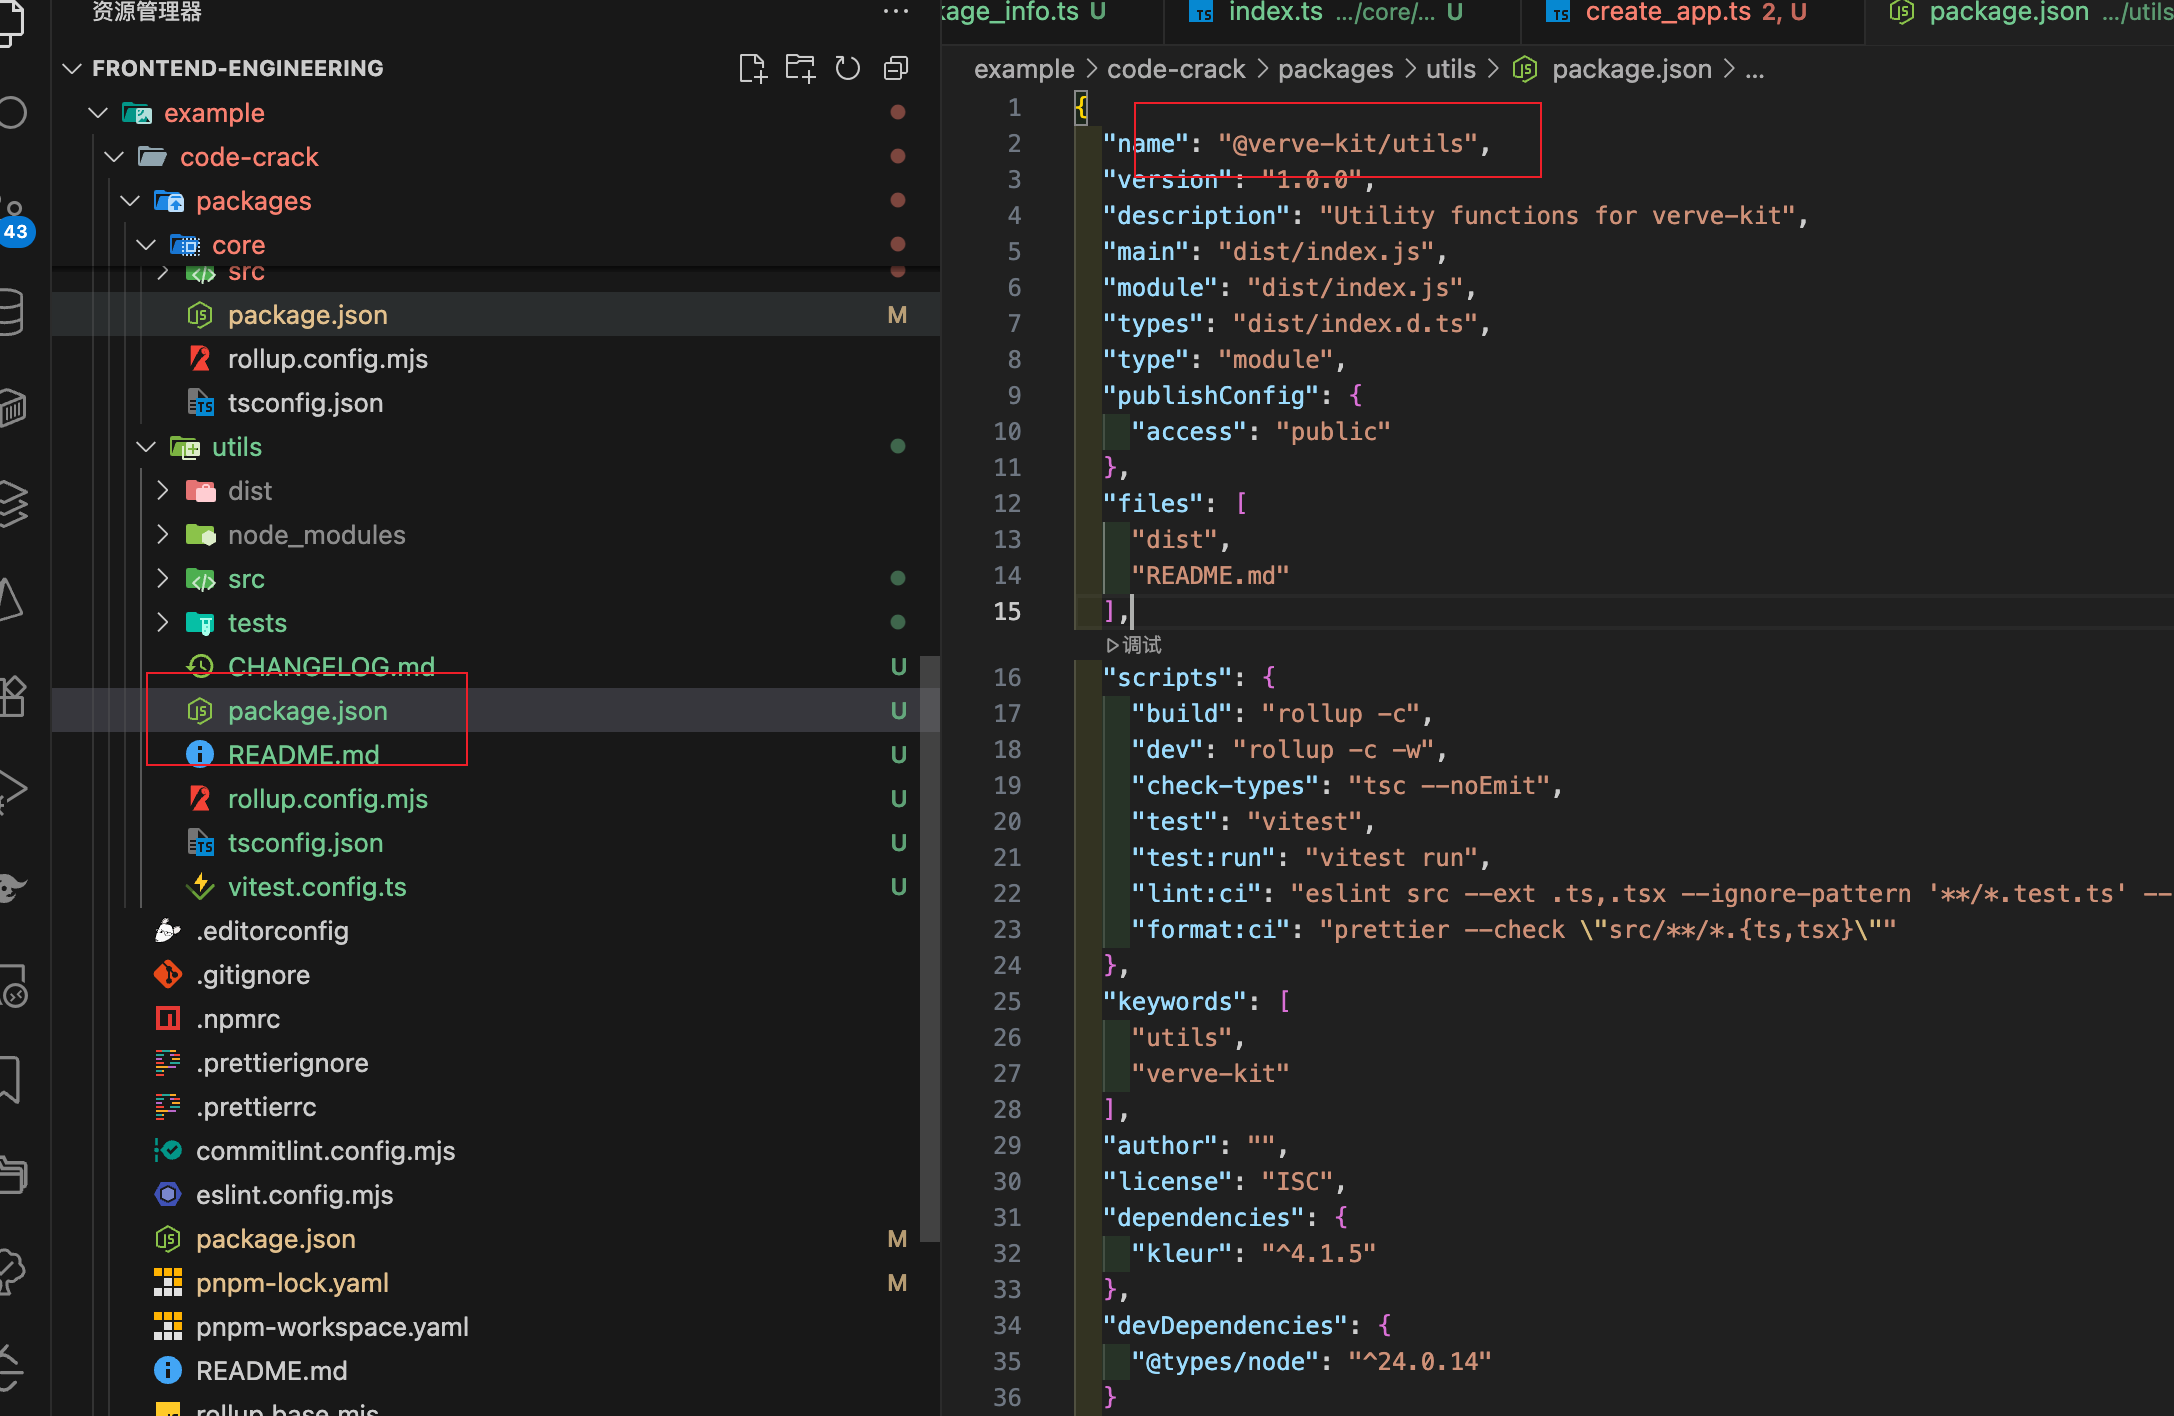 资源管理器
FRONTEND-ENGINEERING
example
code-crack
packages
core
src
package.json M
rollup.config.mjs
tsconfig.json
utils
dist
node_modules
src
tests
CHANGELOG.md U
package.json U
README.md U
rollup.config.mjs U
tsconfig.json U
vitest.config.ts U
.editorconfig
.gitignore
.npmrc
.prettierignore
.prettierrc
commitlint.config.mjs
eslint.config.mjs
package.json M
pnpm-lock.yaml M
pnpm-workspace.yaml
README.md
rollup.base.mjs
43
kage_info.ts U
index.ts .../core/... U
create_app.ts 2, U
package.json .../utils
example > code-crack > packages > utils > package.json > ...
1 {
2 "name": "@verve-kit/utils",
3 "version": "1.0.0",
4 "description": "Utility functions for verve-kit",
5 "main": "dist/index.js",
6 "module": "dist/index.js",
7 "types": "dist/index.d.ts",
8 "type": "module",
9 "publishConfig": {
10 "access": "public"
11 },
12 "files": [
13 "dist",
14 "README.md"
15 ],
调试
16 "scripts": {
17 "build": "rollup -c",
18 "dev": "rollup -c -w",
19 "check-types": "tsc --noEmit",
20 "test": "vitest",
21 "test:run": "vitest run",
22 "lint:ci": "eslint src --ext .ts,.tsx --ignore-pattern '**/*.test.ts' --
23 "format:ci": "prettier --check \"src/**/*.{ts,tsx}\""
24 },
25 "keywords": [
26 "utils",
27 "verve-kit"
28 ],
29 "author": "",
30 "license": "ISC",
31 "dependencies": {
32 "kleur": "^4.1.5"
33 },
34 "devDependencies": {
35 "@types/node": "^24.0.14"
36 }